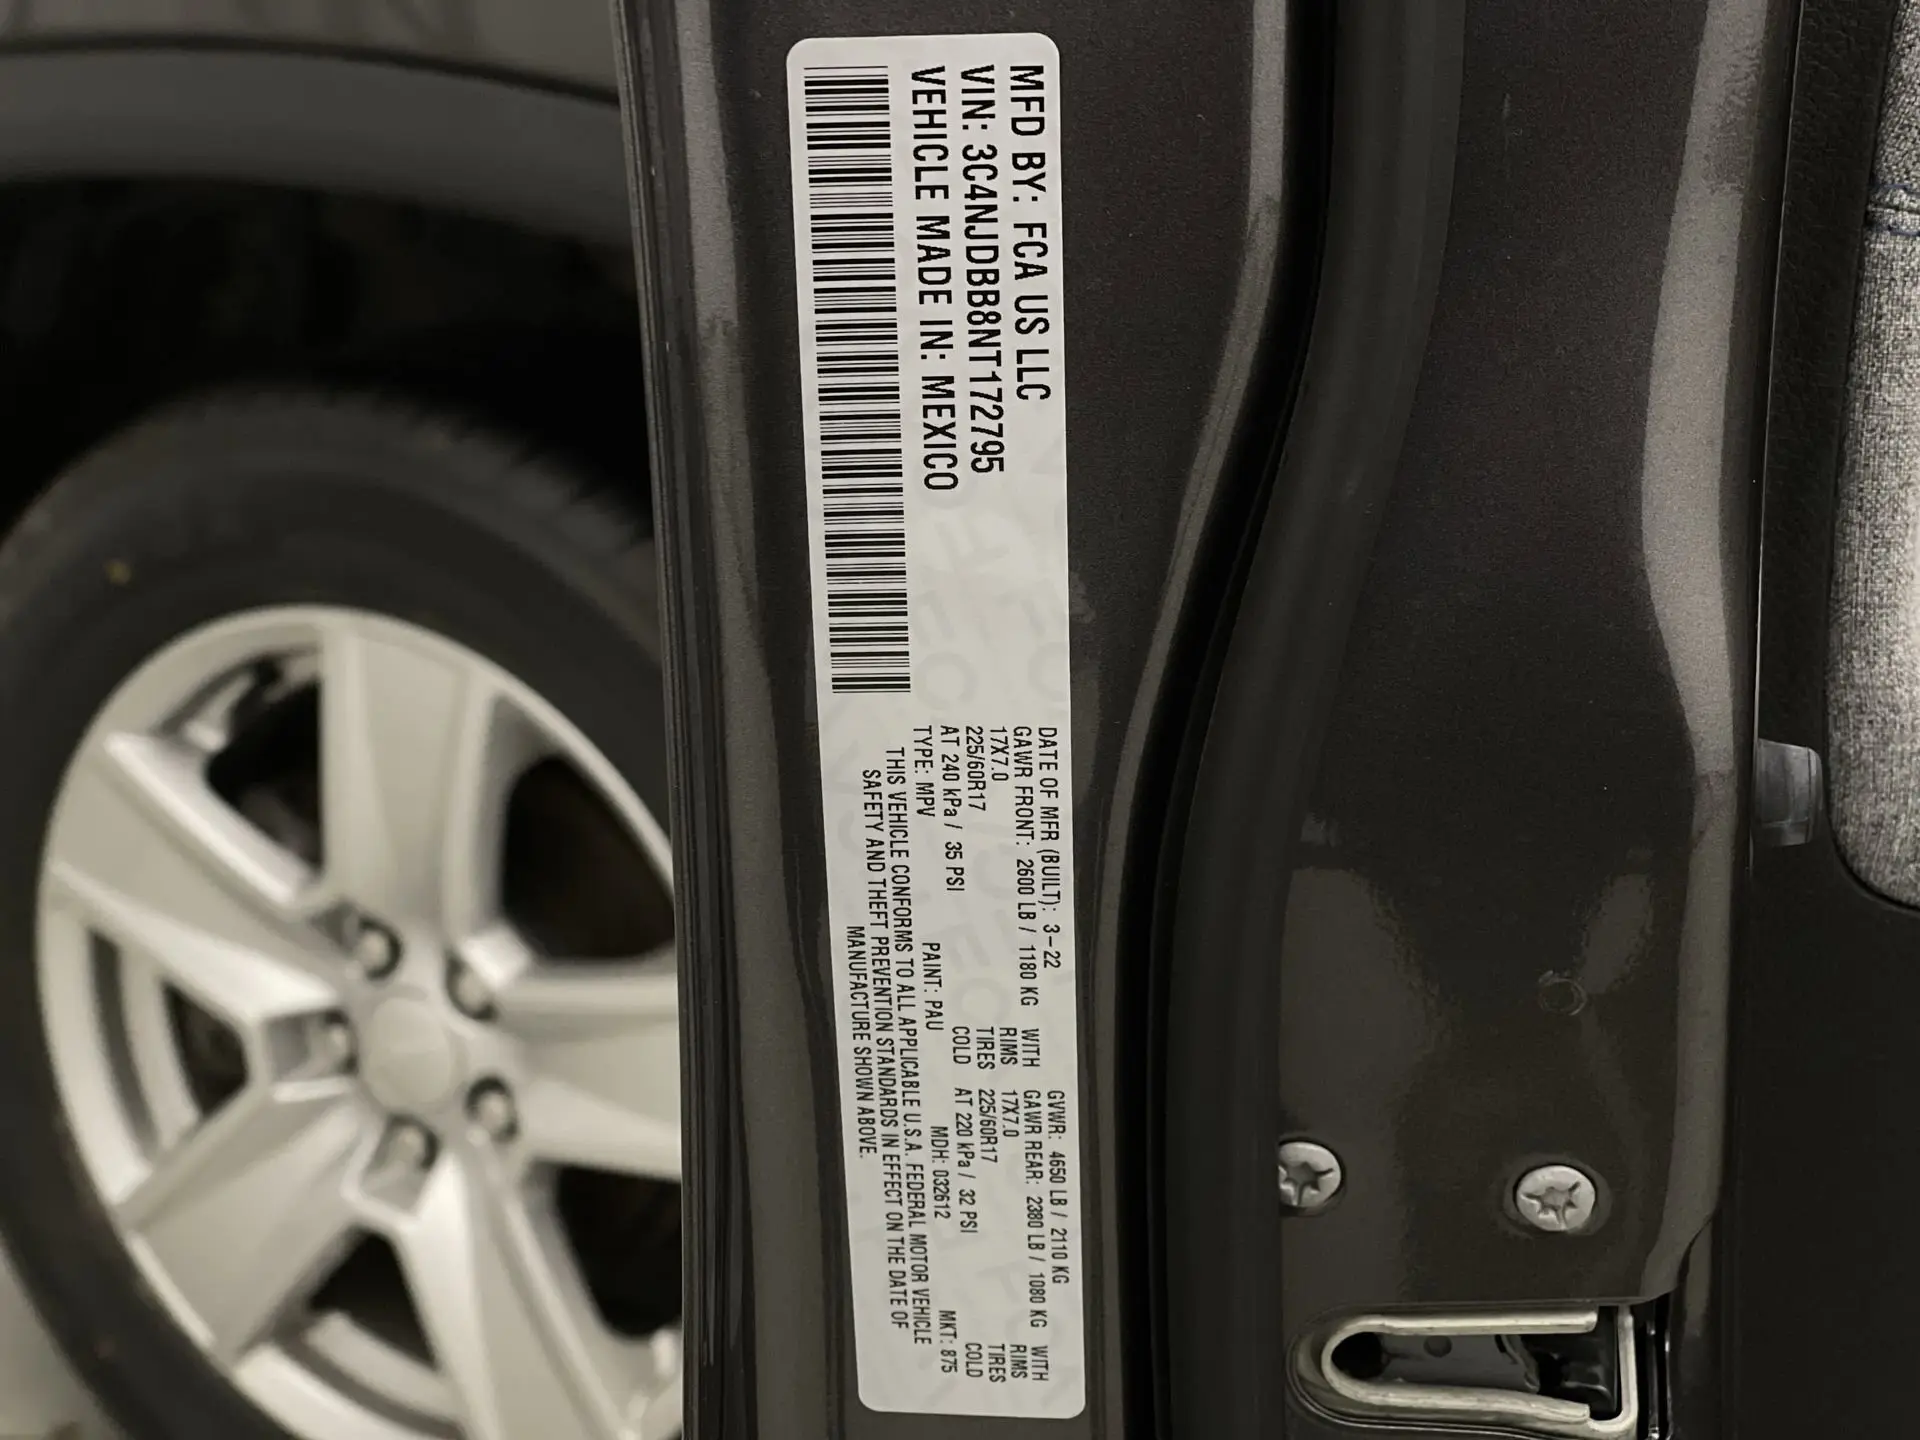 MFD BY: FCA US LLC
VIN: 3C4NJDBB8NT172795
VEHICLE MADE IN: MEXICO
DATE OF MFR (BUILT): 3-22 GVWR: 4650 LB / 2110 KG
GAWR FRONT: 2600 LB / 1180 KG WITH GAWR REAR: 2380 LB / 1080 KG WITH
17X7.0 RIMS 17X7.0 RIMS
225/60R17 TIRES 225/60R17 TIRES
AT 240 kPa / 35 PSI COLD AT 220 kPa / 32 PSI COLD
TYPE: MPV PAINT: PAU MDH: 032612 MKT: 875
THIS VEHICLE CONFORMS TO ALL APPLICABLE U.S.A. FEDERAL MOTOR VEHICLE
SAFETY AND THEFT PREVENTION STANDARDS IN EFFECT ON THE DATE OF
MANUFACTURE SHOWN ABOVE.